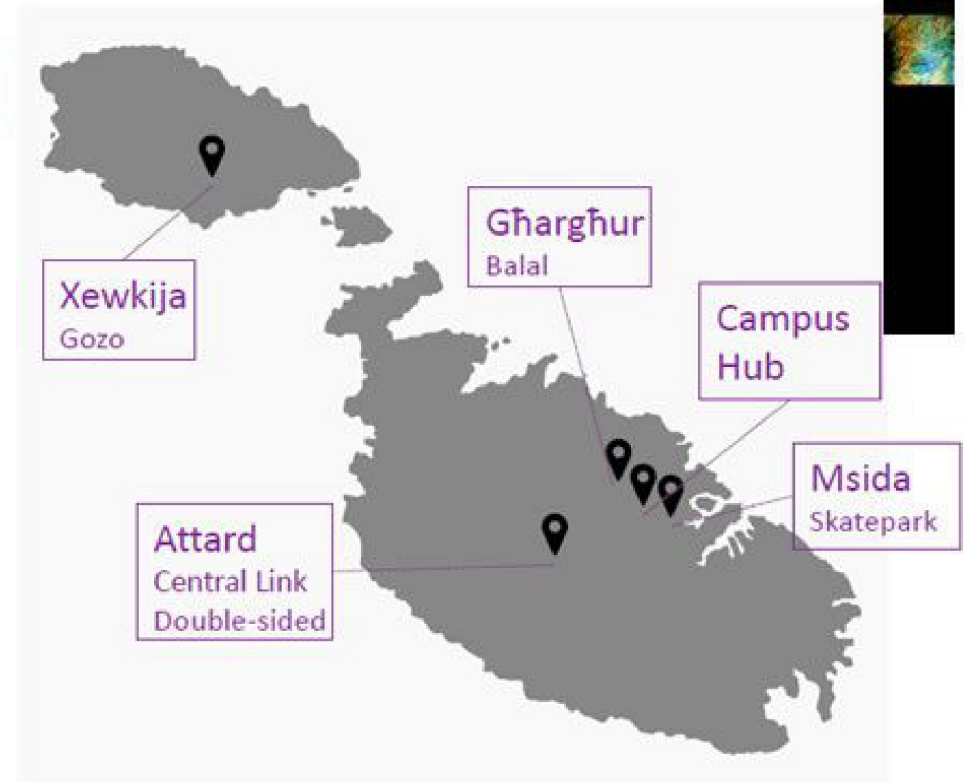 Xewkija
Gozo
Għargħur
Balal
Campus
Hub
Msida
Skatepark
Attard
Central Link
Double-sided